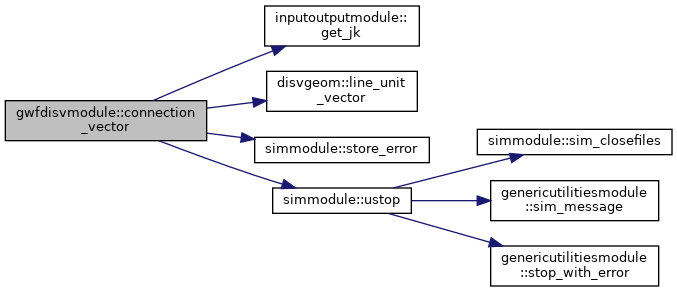 gwfdisvmodule::connection
_vector
inputoutputmodule::
get_jk
disvgeom::line_unit
_vector
simmodule::store_error
simmodule::ustop
simmodule::sim_closefiles
genericutilitiesmodule
::sim_message
genericutilitiesmodule
::stop_with_error